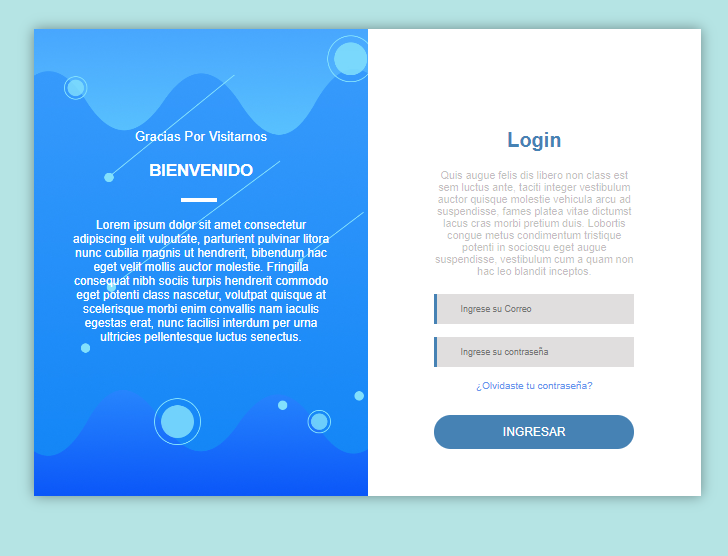 Gracias Por Visitarnos
BIENVENIDO
Lorem ipsum dolor sit amet consectetur
adipiscing elit vulputate, parturient pulvinar litora
nunc cubilia magnis ut hendrerit, bibendum hac
eget velit mollis auctor molestie. Fringilla
consequat nibh sociis turpis hendrerit commodo
eget potenti class nascetur, volutpat quisque at
scelerisque morbi enim convallis nam iaculis
egestas erat, nunc facilisi interdum per urna
ultricies pellentesque luctus senectus.
Login
Quis augue felis dis libero non class est
sem luctus ante, taciti integer vestibulum
auctor quisque molestie vehicula arcu ad
suspendisse, fames platea vitae dictumst
lacus cras morbi pretium duis. Lobortis
congue metus condimentum tristique
potenti in sociosqu eget augue
suspendisse, vestibulum cum a quam non
hac leo blandit inceptos.
Ingrese su Correo
Ingrese su contraseña
¿Olvidaste tu contraseña?
INGRESAR